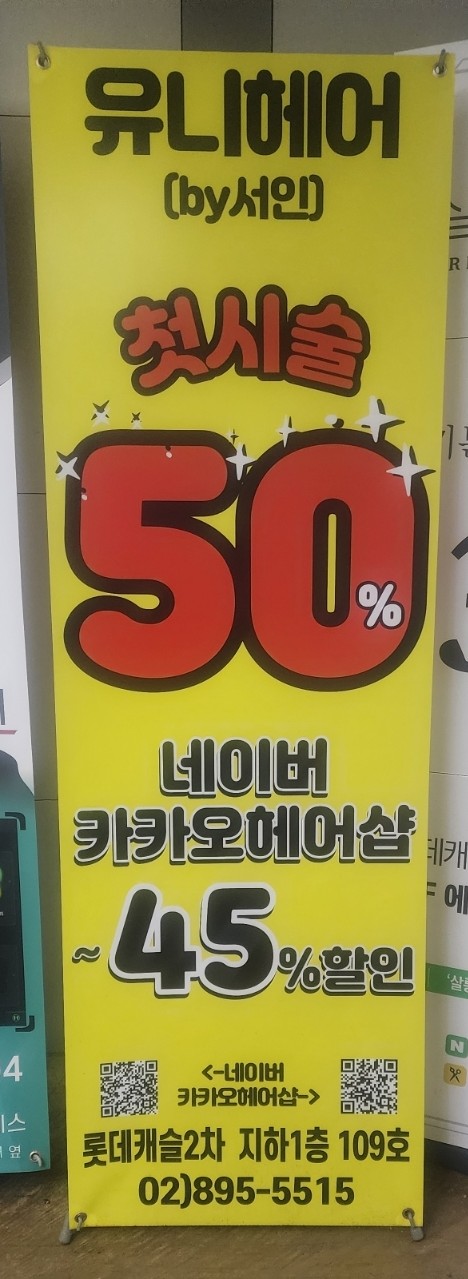 유니헤어
(by서인)
첫시술
50%
네이버
카카오헤어샵
~45%할인
<-네이버
카카오헤어샵->
롯데캐슬2차 지하1층 109호
02)895-5515